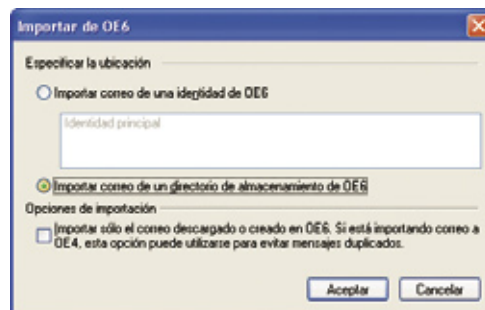 Importar de OE6
Especificar la ubicación
Importar correo de una identidad de OE6
Identidad principal
Importar correo de un directorio de almacenamiento de OE6
Opciones de importación
Importar sólo el correo descargado o creado en OE6. Si está importando correo a
OE4, esta opción puede utilizarse para evitar mensajes duplicados.
Aceptar
Cancelar